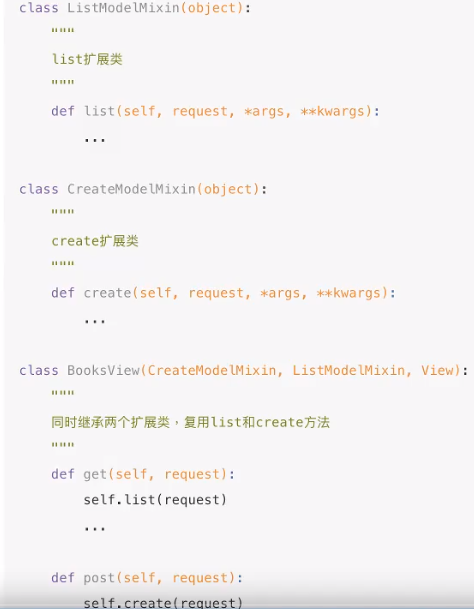 class ListModelMixin(object):
"""
list扩展类
"""
def list(self, request, *args, **kwargs):
...
class CreateModelMixin(object):
"""
create扩展类
"""
def create(self, request, *args, **kwargs):
...
class BooksView(CreateModelMixin, ListModelMixin, View):
"""
同时继承两个扩展类，复用list和create方法
"""
def get(self, request):
self.list(request)
...
def post(self, request):
self.create(request)